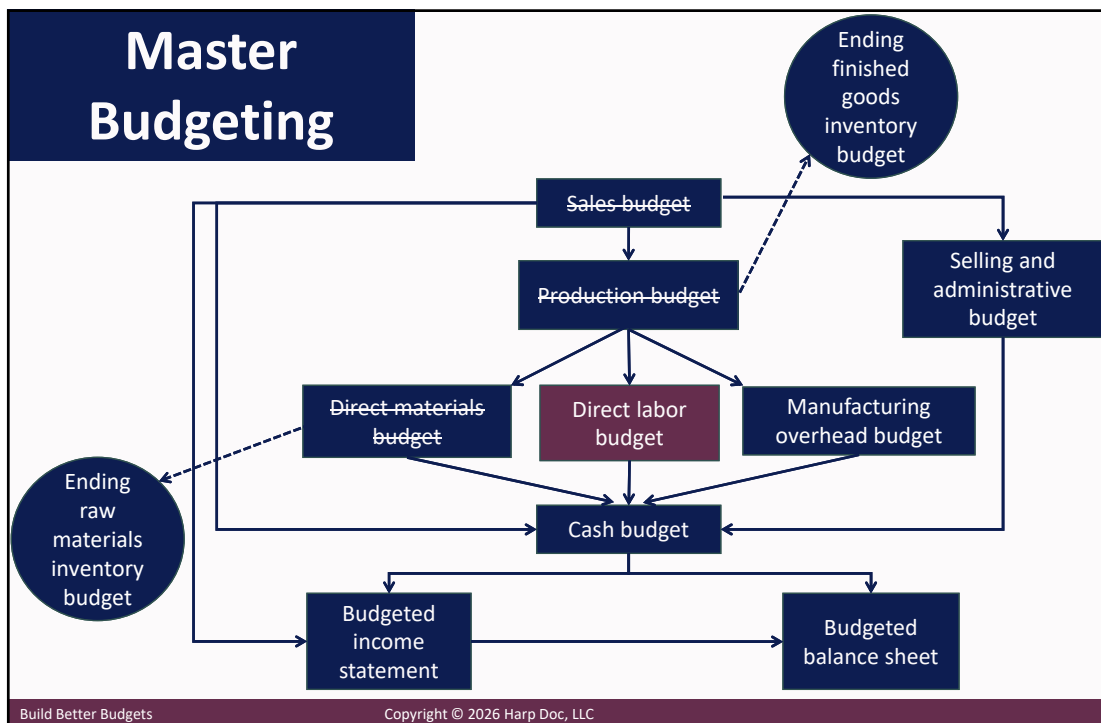 Master
Budgeting
Ending
finished
goods
inventory
budget
Sales budget
Selling and
administrative
budget
Production budget
Direct materials
budget
Direct labor
budget
Manufacturing
overhead budget
Ending
raw
materials
inventory
budget
Cash budget
Budgeted
income
statement
Budgeted
balance sheet
Build Better Budgets
Copyright © 2026 Harp Doc, LLC